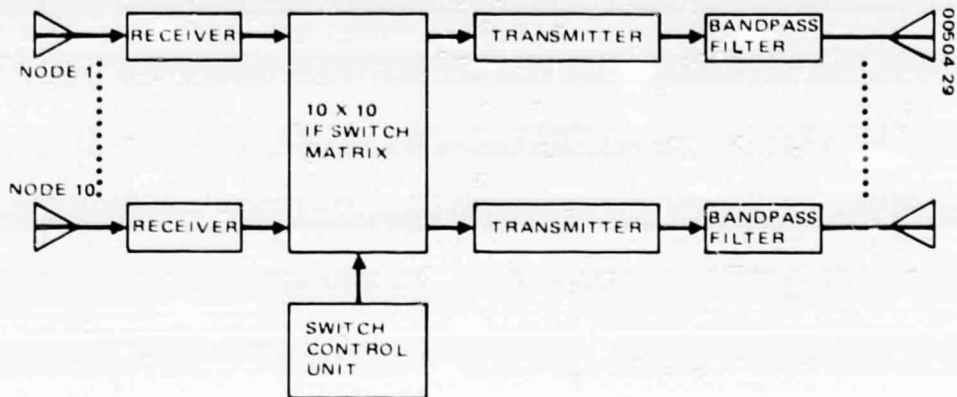 RECEIVER
TRANSMITTER
BANDPASS
FILTER
NODE 1
10 X 10
IF SWITCH
MATRIX
NODE 10
RECEIVER
TRANSMITTER
BANDPASS
FILTER
SWITCH
CONTROL
UNIT
00504 29